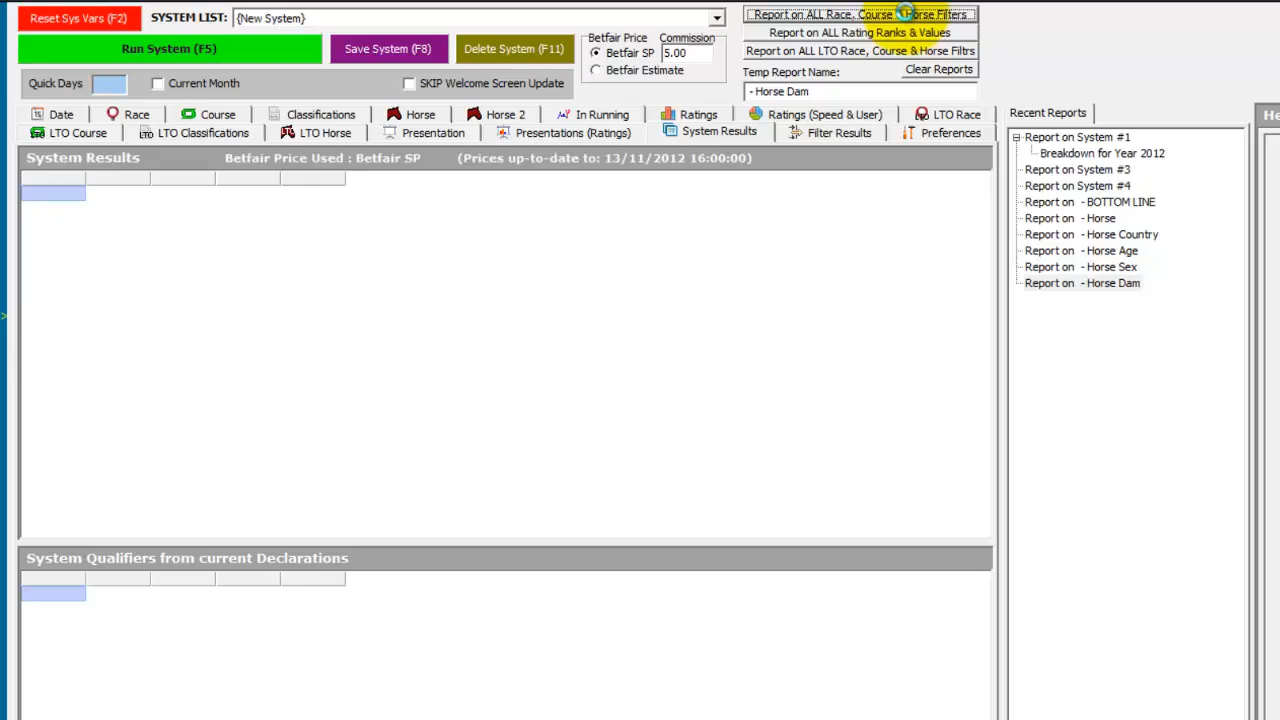 Reset Sys Vars (F2)
SYSTEM LIST:
{New System}
Run System (F5)
Save System (F8)
Delete System (F11)
Betfair Price
Commission
Betfair SP
5.00
Betfair Estimate
Quick Days
Current Month
SKIP Welcome Screen Update
Report on ALL Race, Course & Horse Filters
Report on ALL Rating Ranks & Values
Report on ALL LTO Race, Course & Horse Filtrs
Temp Report Name:
Clear Reports
- Horse Dam
Date
Race
Course
Classifications
Horse
Horse 2
In Running
Ratings
Ratings (Speed & User)
LTO Race
LTO Course
LTO Classifications
LTO Horse
Presentation
Presentations (Ratings)
System Results
Filter Results
Preferences
System Results
Betfair Price Used : Betfair SP
(Prices up-to-date to: 13/11/2012 16:00:00)
System Qualifiers from current Declarations
Recent Reports
Report on System #1
Breakdown for Year 2012
Report on System #3
Report on System #4
Report on - BOTTOM LINE
Report on - Horse
Report on - Horse Country
Report on - Horse Age
Report on - Horse Sex
Report on - Horse Dam
He